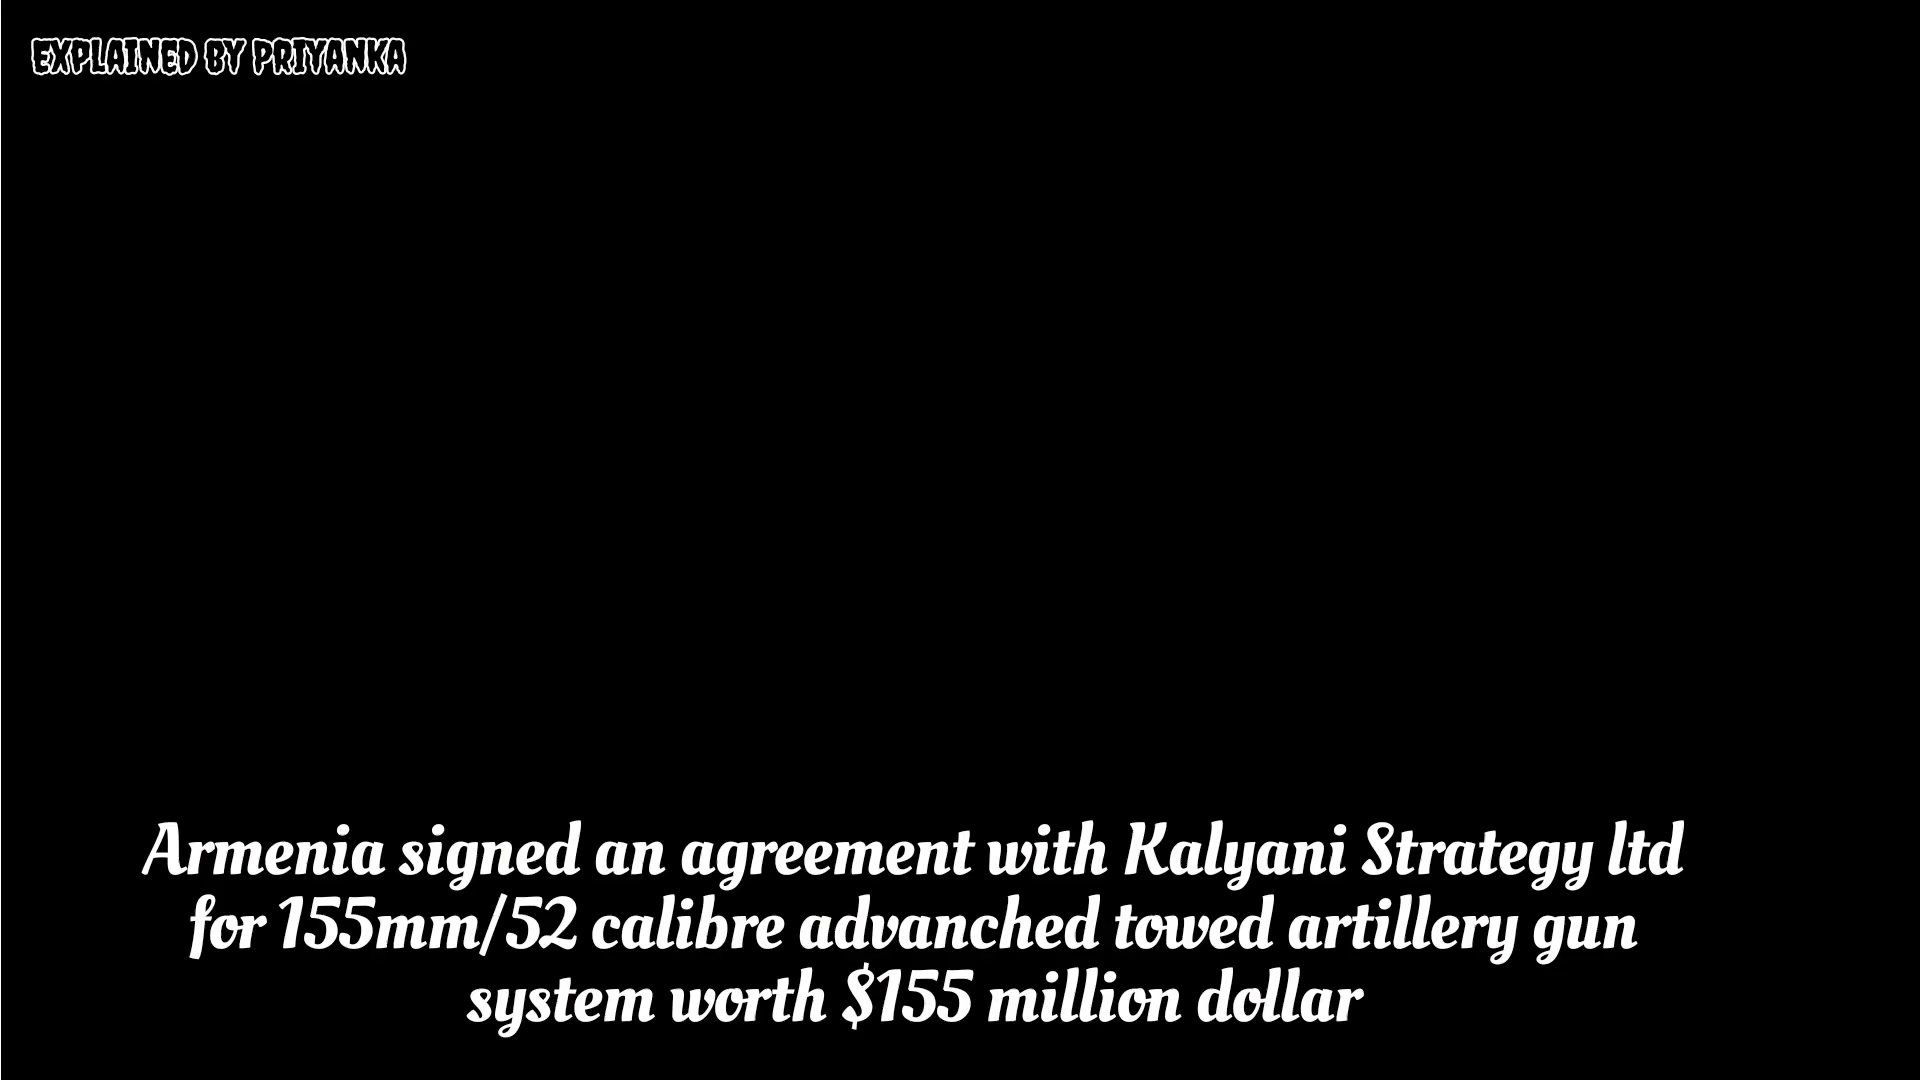 EXPLAINED BY PRIYANKA
Armenia signed an agreement with Kalyani Strategy ltd
for 155mm/52 calibre advanched towed artillery gun
system worth $155 million dollar